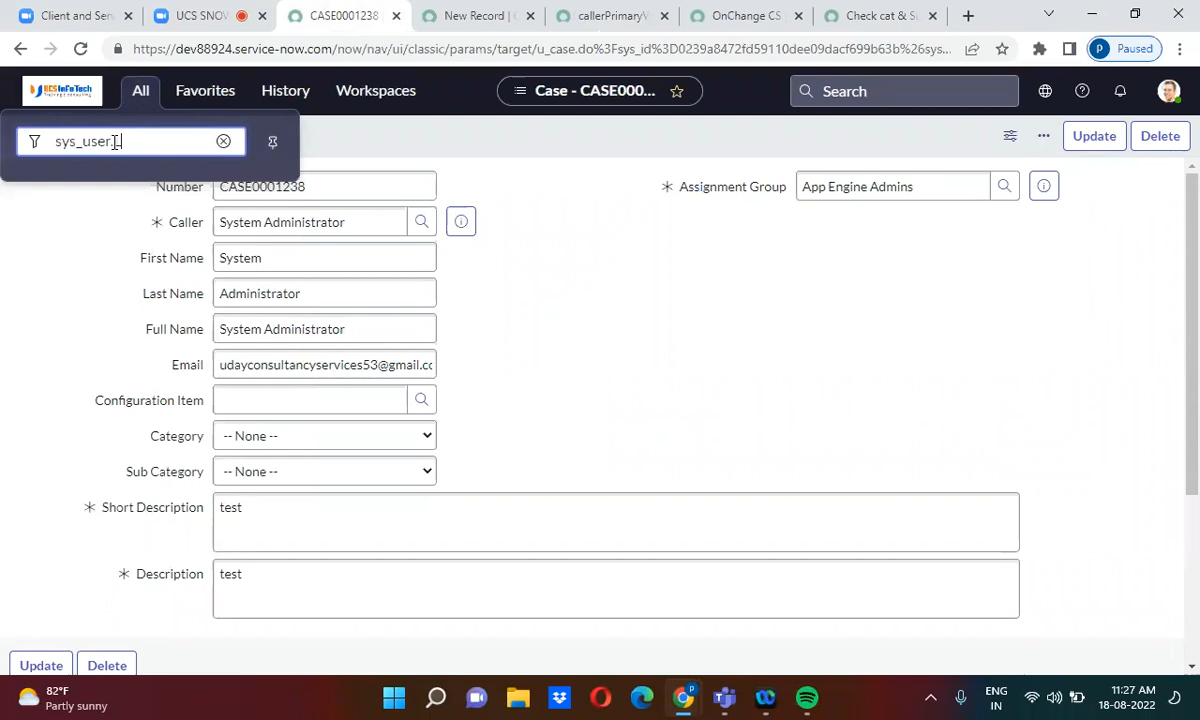 Client and Serv
UCS SNOW
CASE0001238
New Record | S
callerPrimaryV
OnChange CS
Check cat & Su
https://dev88924.service-now.com/now/nav/ui/classic/params/target/u_case.do%3Fsys_id%3D0239a8472fd59110dee09dacf699b63b%26sys...
P
Paused
UCS InfoTech
All
Favorites
History
Workspaces
Case - CASE000...
Search
sys_user._
Update
Delete
Number
CASE0001238
Assignment Group
App Engine Admins
Caller
System Administrator
First Name
System
Last Name
Administrator
Full Name
System Administrator
Email
udayconsultancyservices53@gmail.cc
Configuration Item
Category
-- None --
Sub Category
-- None --
Short Description
test
Description
test
Update
Delete
82°F
Partly sunny
ENG
IN
11:27 AM
18-08-2022